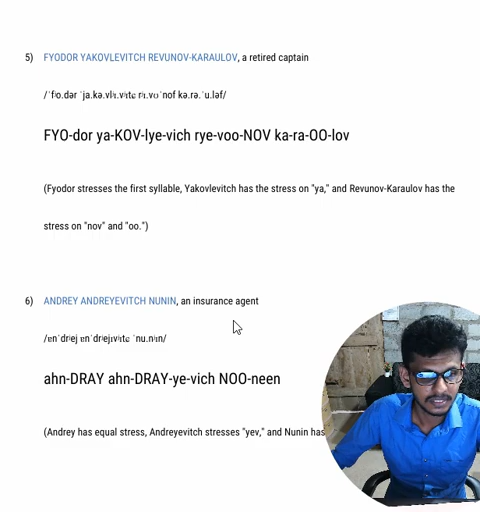 5) FYODOR YAKOVLEVITCH REVUNOV-KARAULOV, a retired captain
FYO-dor ya-KOV-lye-vich rye-voo-NOV ka-ra-OO-lov
(Fyodor stresses the first syllable, Yakovlevitch has the stress on "ya," and Revunov-Karaulov has the
stress on "nov" and "oo.")
6) ANDREY ANDREYEVITCH NUNIN, an insurance agent
ahn-DRAY ahn-DRAY-ye-vich NOO-neen
(Andrey has equal stress, Andreyevitch stresses "yev," and Nunin has